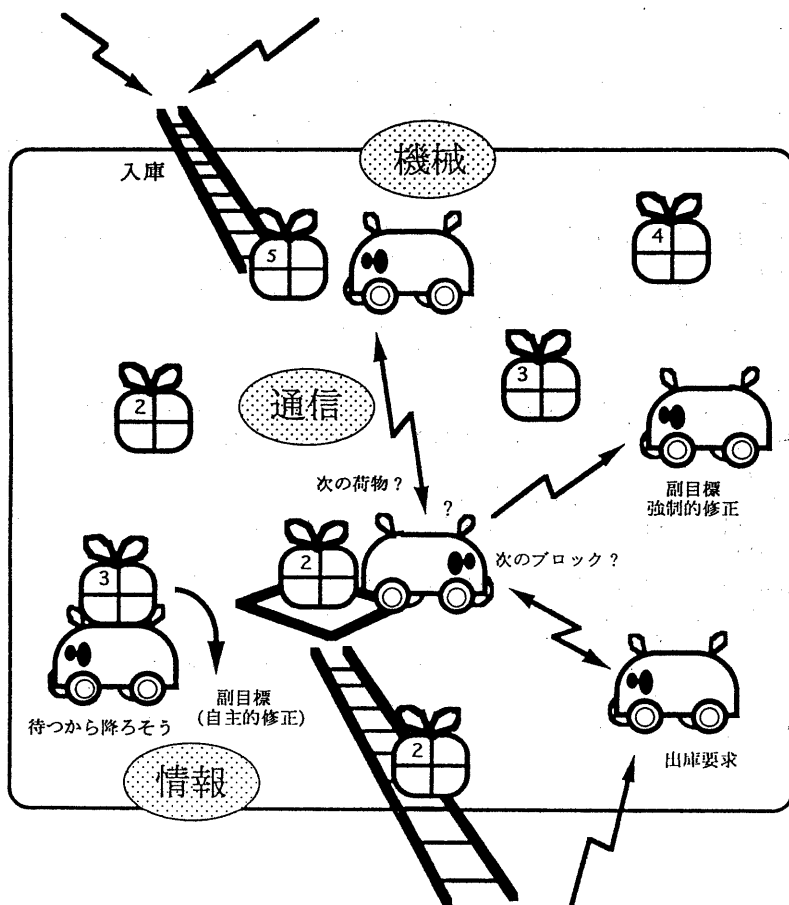 機械
入庫
5
4
3
2
通信
次の荷物?
?
副目標
強制的修正
2
次のブロック?
3
副目標
(自主的修正)
待つから降ろそう
2
出庫要求
情報